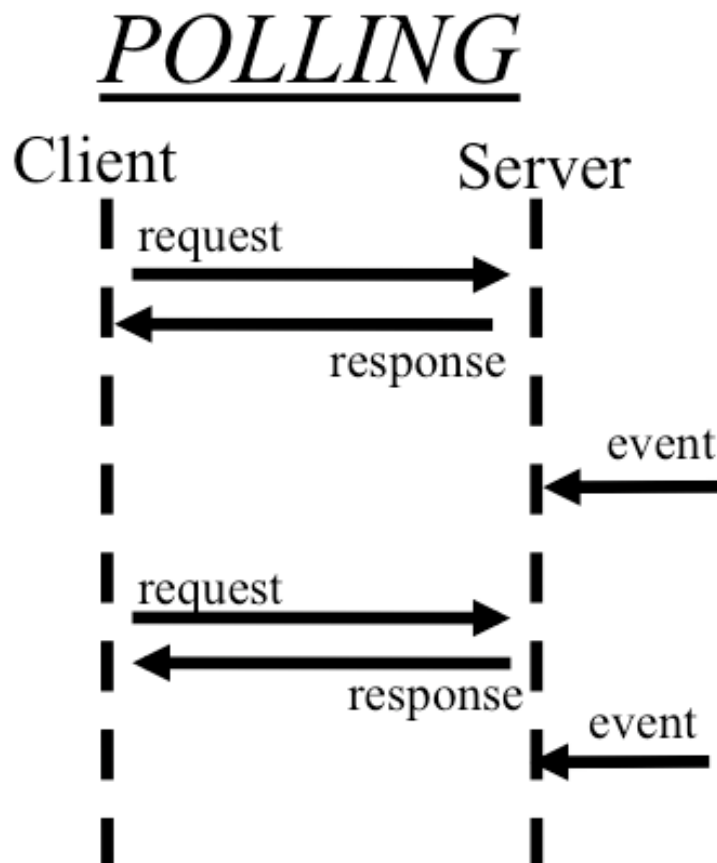 POLLING
Client Server
request
response
event
request
response
event